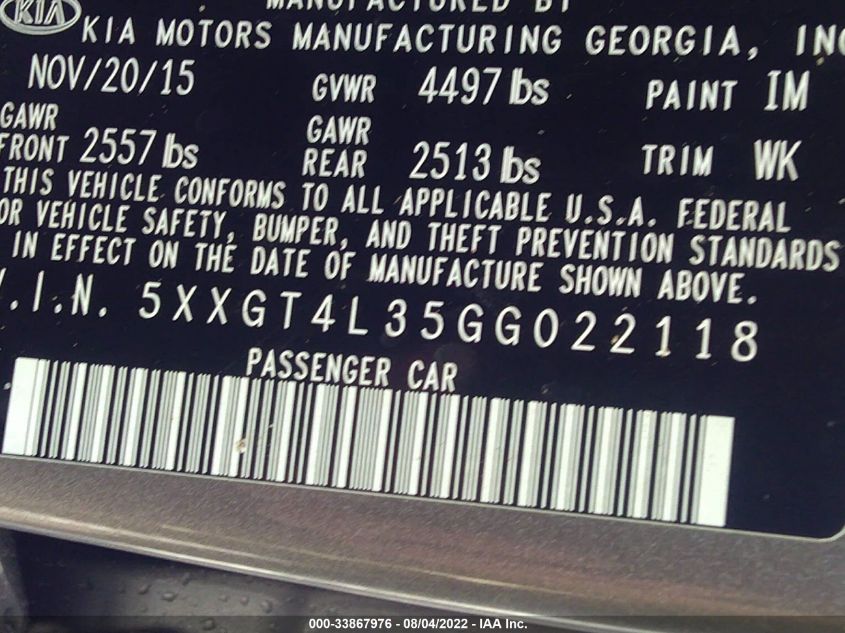 MANUFACTURED BY
KIA KIA MOTORS MANUFACTURING GEORGIA, INC
NOV/20/15 GVWR 4497 lbs PAINT IM
GAWR FRONT 2557 lbs GAWR REAR 2513 lbs TRIM WK
THIS VEHICLE CONFORMS TO ALL APPLICABLE U.S.A. FEDERAL
OR VEHICLE SAFETY, BUMPER, AND THEFT PREVENTION STANDARDS
IN EFFECT ON THE DATE OF MANUFACTURE SHOWN ABOVE.
V.I.N. 5XXGT4L35GG022118
PASSENGER CAR
000-33867976 - 08/04/2022 - IAA Inc.